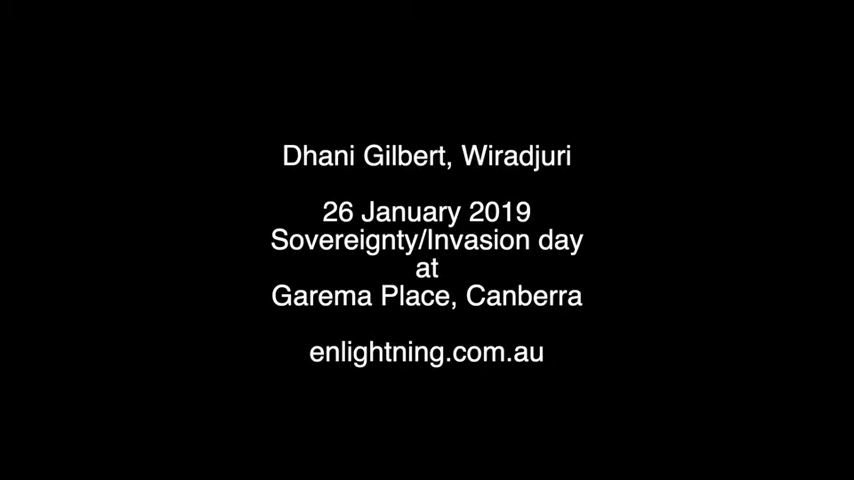 Dhani Gilbert, Wiradjuri
26 January 2019
Sovereignty/Invasion day
at
Garema Place, Canberra
enlightning.com.au